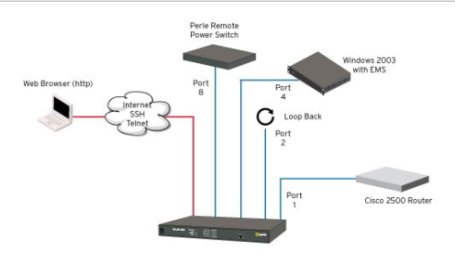 Perle Remote
Power Switch
Windows 2003
with EMS
Web Browser (http)
Port
8
Port
4
Internet
SSH
Telnet
Loop Back
Port
2
Port
1
Cisco 2500 Router